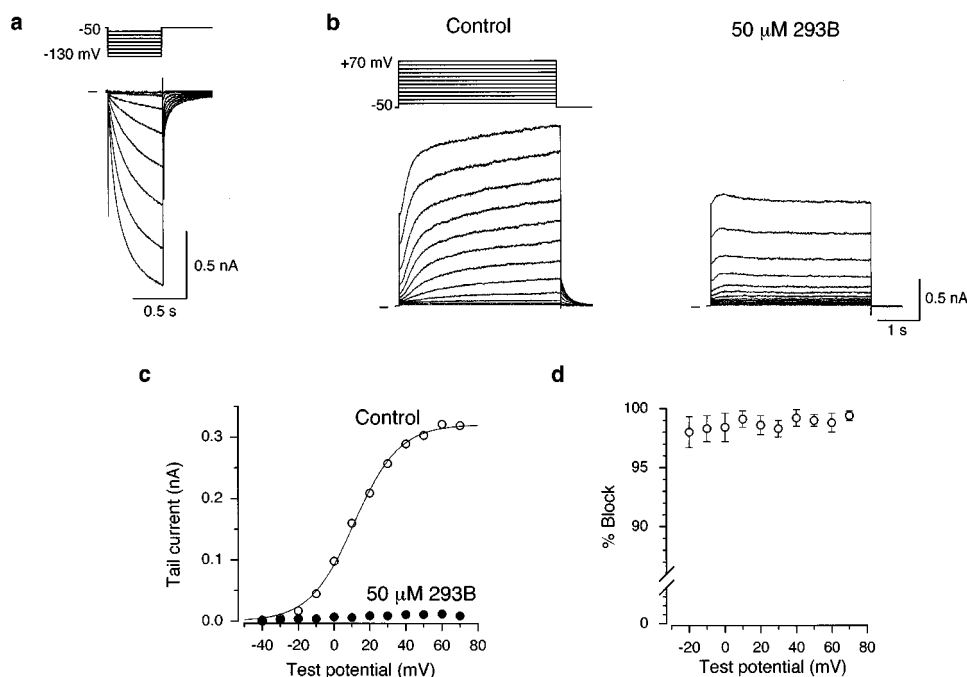 a
-50
-130 mV
0.5 nA
0.5 s
b
Control
50 µM 293B
+70 mV
-50
0.5 nA
1 s
c
Control
50 µM 293B
Tail current (nA)
0.3
0.2
0.1
0.0
-40 -20 0 20 40 60 80
Test potential (mV)
d
% Block
100
95
90
0
-20 0 20 40 60 80
Test potential (mV)